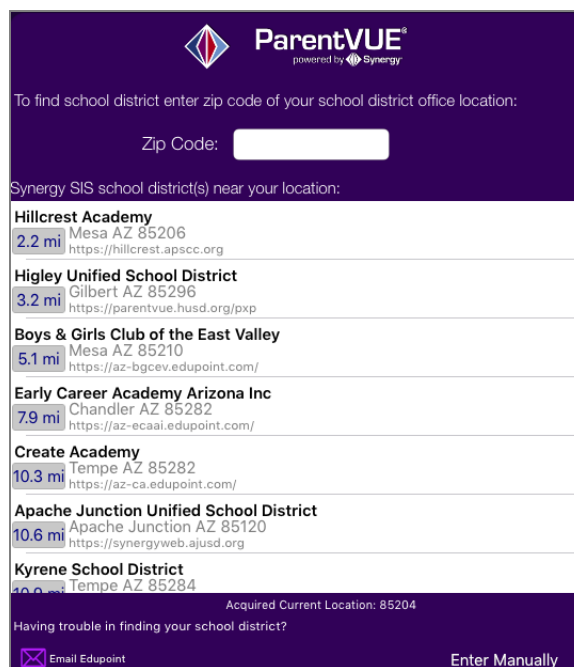 ParentVUE®
powered by Synergy
To find school district enter zip code of your school district office location:
Zip Code:
Synergy SIS school district(s) near your location:
Hillcrest Academy
2.2 mi Mesa AZ 85206
https://hillcrest.apscc.org
Higley Unified School District
3.2 mi Gilbert AZ 85296
https://parentvue.husd.org/pxp
Boys & Girls Club of the East Valley
5.1 mi Mesa AZ 85210
https://az-bgcev.edupoint.com/
Early Career Academy Arizona Inc
7.9 mi Chandler AZ 85282
https://az-ecaai.edupoint.com/
Create Academy
10.3 mi Tempe AZ 85282
https://az-ca.edupoint.com/
Apache Junction Unified School District
10.6 mi Apache Junction AZ 85120
https://synergyweb.ajusd.org
Kyrene School District
10.9 mi Tempe AZ 85284
Acquired Current Location: 85204
Having trouble in finding your school district?
Email Edupoint
Enter Manually